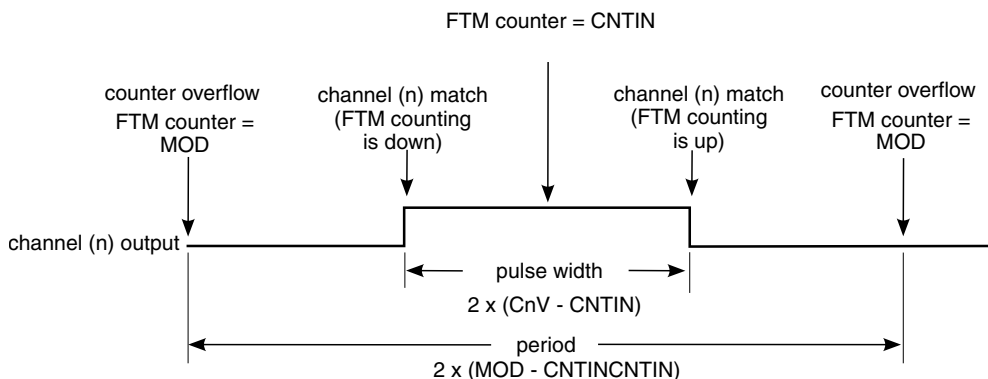 FTM counter = CNTIN
counter overflow
FTM counter =
MOD
channel (n) match
(FTM counting
is down)
channel (n) match
(FTM counting
is up)
counter overflow
FTM counter =
MOD
channel (n) output
pulse width
2 x (CnV - CNTIN)
period
2 x (MOD - CNTINCNTIN)